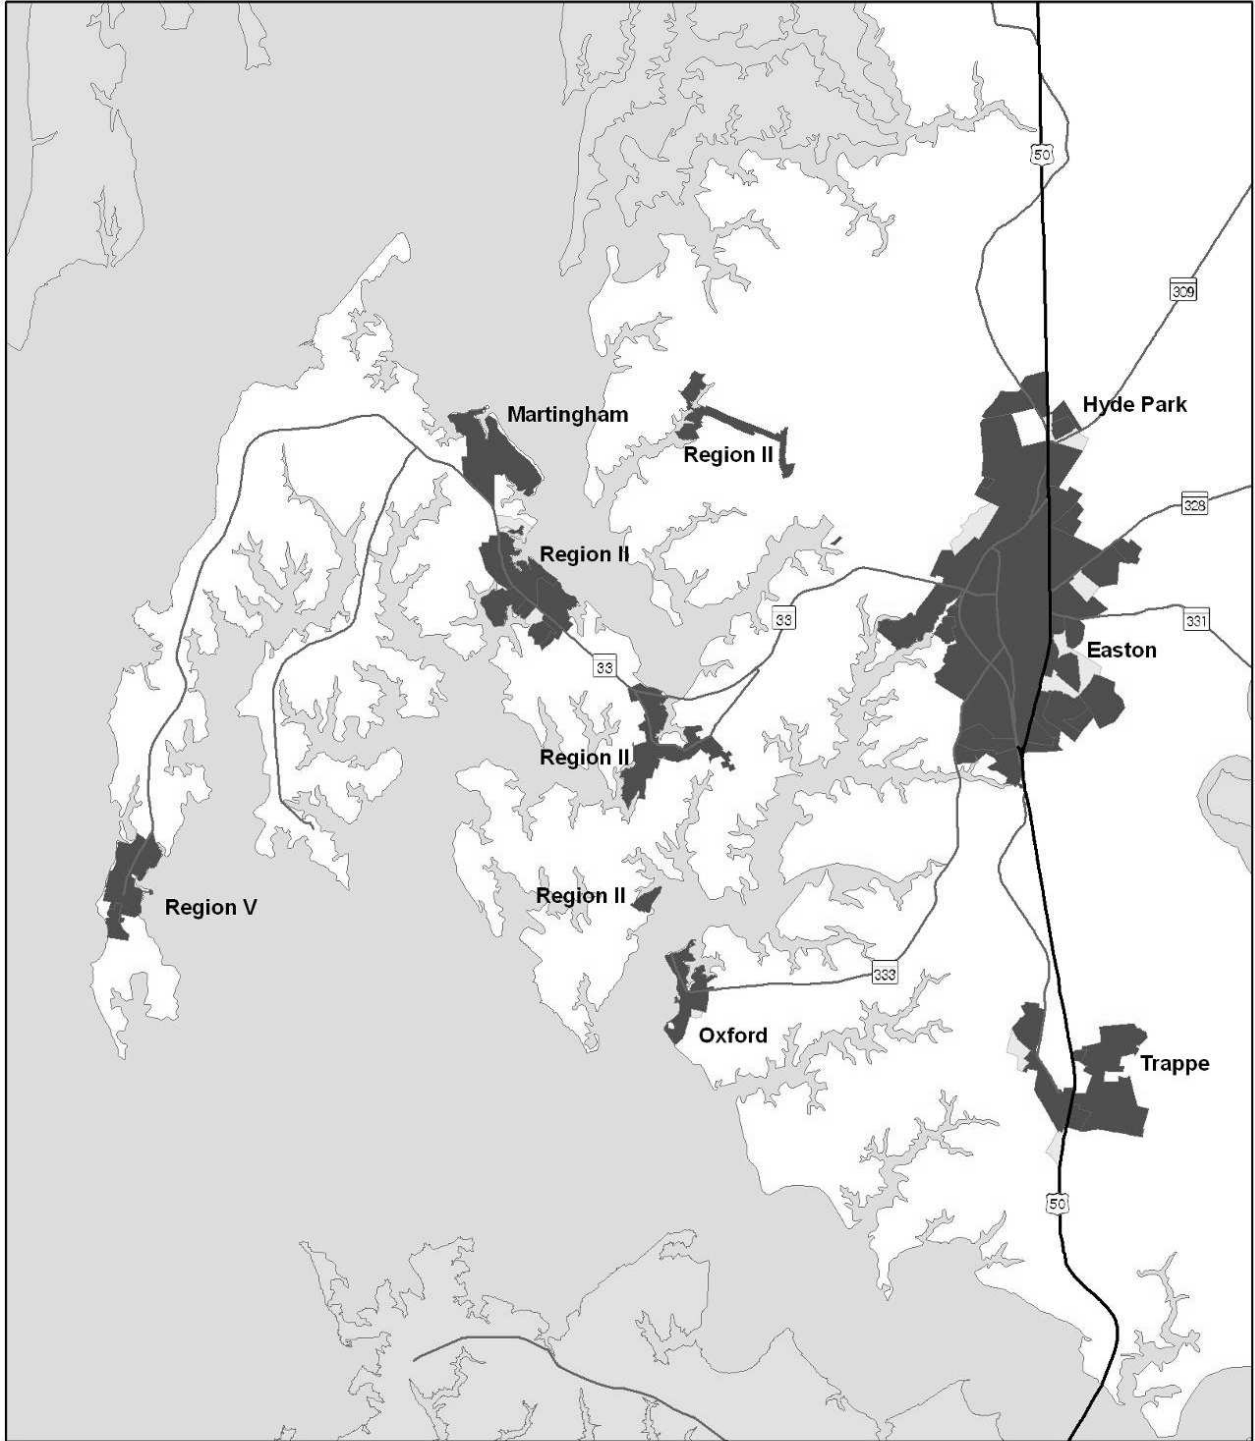 50
309
Hyde Park
Martingham
Region II
328
Region II
33
331
Easton
33
Region II
Region II
Region V
333
Oxford
Trappe
50